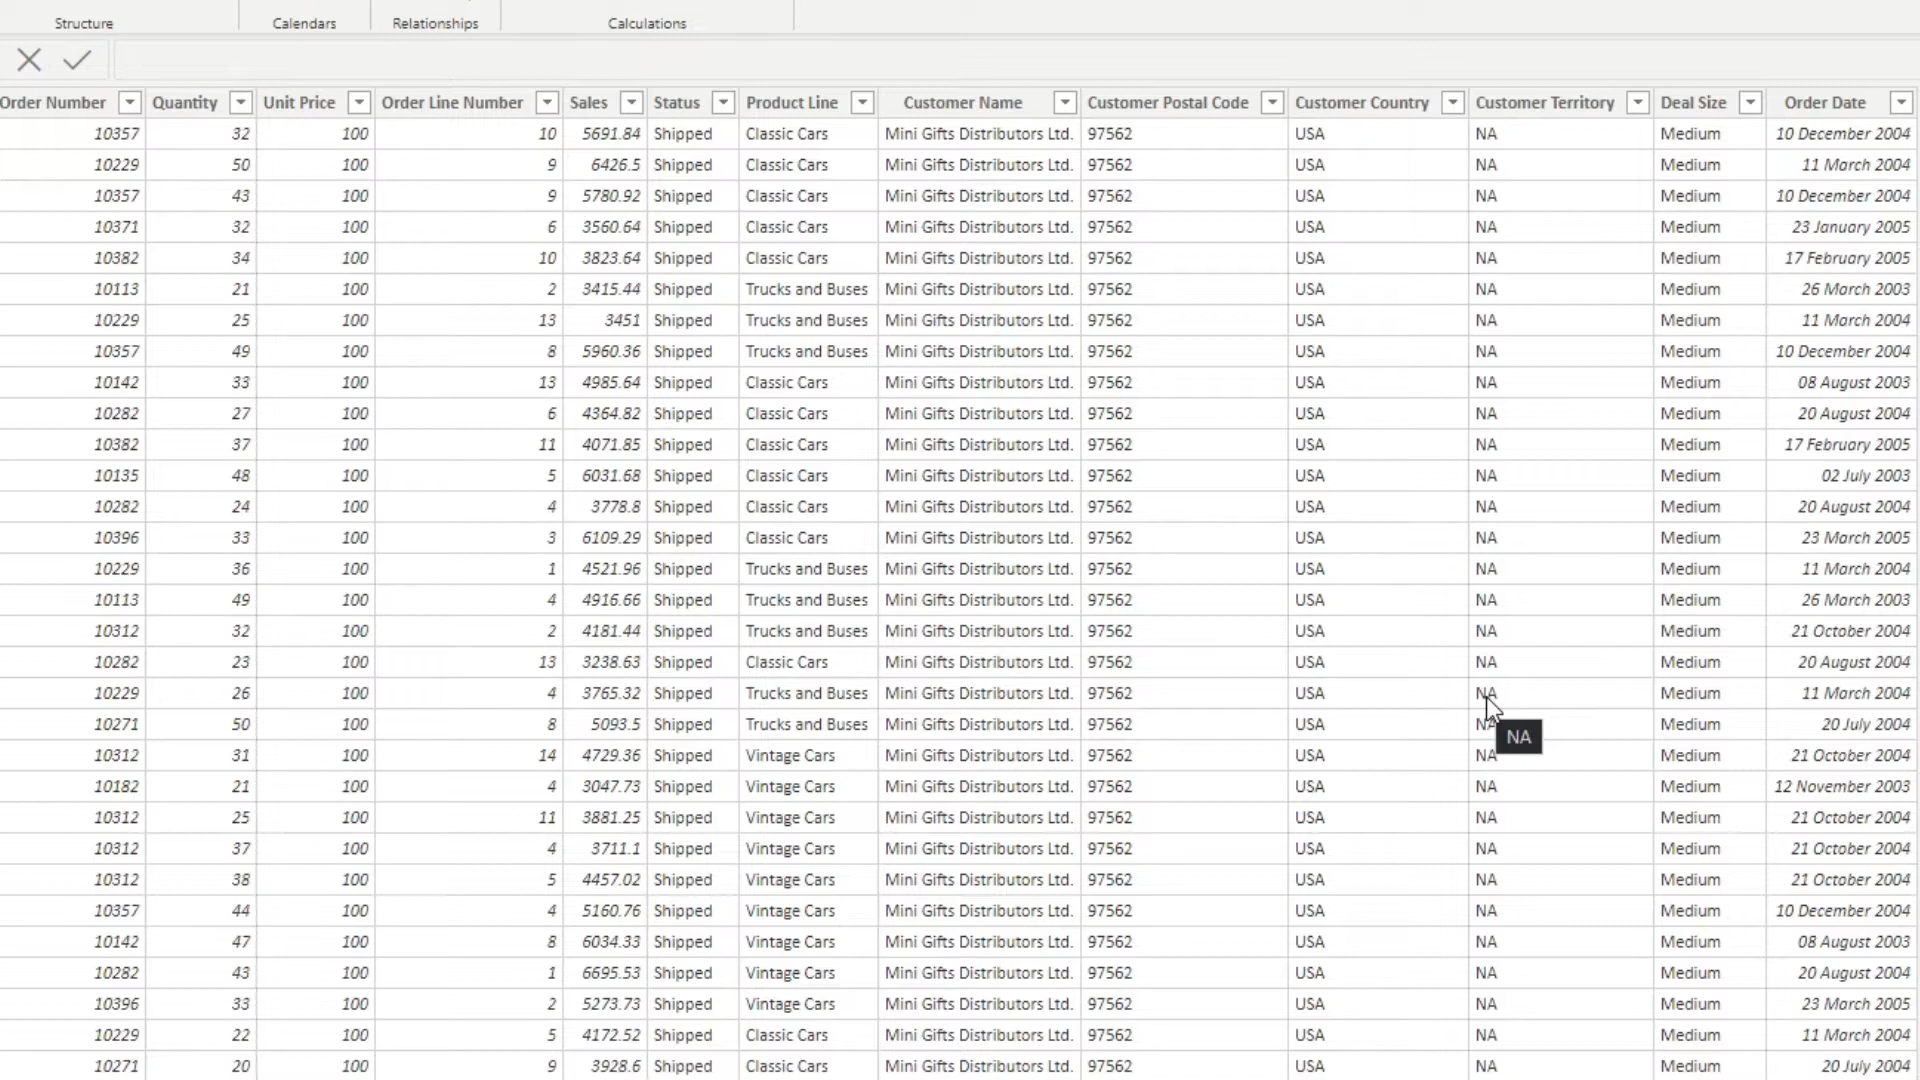 Structure Calendars Relationships Calculations
Order Number Quantity Unit Price Order Line Number Sales Status Product Line Customer Name Customer Postal Code Customer Country Customer Territory Deal Size Order Date
10357 32 100 10 5691.84 Shipped Classic Cars Mini Gifts Distributors Ltd. 97562 USA NA Medium 10 December 2004
10229 50 100 9 6426.5 Shipped Classic Cars Mini Gifts Distributors Ltd. 97562 USA NA Medium 11 March 2004
10357 43 100 9 5780.92 Shipped Classic Cars Mini Gifts Distributors Ltd. 97562 USA NA Medium 10 December 2004
10371 32 100 6 3560.64 Shipped Classic Cars Mini Gifts Distributors Ltd. 97562 USA NA Medium 23 January 2005
10382 34 100 10 3823.64 Shipped Classic Cars Mini Gifts Distributors Ltd. 97562 USA NA Medium 17 February 2005
10113 21 100 2 3415.44 Shipped Trucks and Buses Mini Gifts Distributors Ltd. 97562 USA NA Medium 26 March 2003
10229 25 100 13 3451 Shipped Trucks and Buses Mini Gifts Distributors Ltd. 97562 USA NA Medium 11 March 2004
10357 49 100 8 5960.36 Shipped Trucks and Buses Mini Gifts Distributors Ltd. 97562 USA NA Medium 10 December 2004
10142 33 100 13 4985.64 Shipped Classic Cars Mini Gifts Distributors Ltd. 97562 USA NA Medium 08 August 2003
10282 27 100 6 4364.82 Shipped Classic Cars Mini Gifts Distributors Ltd. 97562 USA NA Medium 20 August 2004
10382 37 100 11 4071.85 Shipped Classic Cars Mini Gifts Distributors Ltd. 97562 USA NA Medium 17 February 2005
10135 48 100 5 6031.68 Shipped Classic Cars Mini Gifts Distributors Ltd. 97562 USA NA Medium 02 July 2003
10282 24 100 4 3778.8 Shipped Classic Cars Mini Gifts Distributors Ltd. 97562 USA NA Medium 20 August 2004
10396 33 100 3 6109.29 Shipped Classic Cars Mini Gifts Distributors Ltd. 97562 USA NA Medium 23 March 2005
10229 36 100 1 4521.96 Shipped Trucks and Buses Mini Gifts Distributors Ltd. 97562 USA NA Medium 11 March 2004
10113 49 100 4 4916.66 Shipped Trucks and Buses Mini Gifts Distributors Ltd. 97562 USA NA Medium 26 March 2003
10312 32 100 2 4181.44 Shipped Trucks and Buses Mini Gifts Distributors Ltd. 97562 USA NA Medium 21 October 2004
10282 23 100 13 3238.63 Shipped Classic Cars Mini Gifts Distributors Ltd. 97562 USA NA Medium 20 August 2004
10229 26 100 4 3765.32 Shipped Trucks and Buses Mini Gifts Distributors Ltd. 97562 USA NA Medium 11 March 2004
10271 50 100 8 5093.5 Shipped Trucks and Buses Mini Gifts Distributors Ltd. 97562 USA NA Medium 20 July 2004
NA
10312 31 100 14 4729.36 Shipped Vintage Cars Mini Gifts Distributors Ltd. 97562 USA NA Medium 21 October 2004
10182 21 100 4 3047.73 Shipped Vintage Cars Mini Gifts Distributors Ltd. 97562 USA NA Medium 12 November 2003
10312 25 100 11 3881.25 Shipped Vintage Cars Mini Gifts Distributors Ltd. 97562 USA NA Medium 21 October 2004
10312 37 100 4 3711.1 Shipped Vintage Cars Mini Gifts Distributors Ltd. 97562 USA NA Medium 21 October 2004
10312 38 100 5 4457.02 Shipped Vintage Cars Mini Gifts Distributors Ltd. 97562 USA NA Medium 21 October 2004
10357 44 100 4 5160.76 Shipped Vintage Cars Mini Gifts Distributors Ltd. 97562 USA NA Medium 10 December 2004
10142 47 100 8 6034.33 Shipped Vintage Cars Mini Gifts Distributors Ltd. 97562 USA NA Medium 08 August 2003
10282 43 100 1 6695.53 Shipped Vintage Cars Mini Gifts Distributors Ltd. 97562 USA NA Medium 20 August 2004
10396 33 100 2 5273.73 Shipped Vintage Cars Mini Gifts Distributors Ltd. 97562 USA NA Medium 23 March 2005
10229 22 100 5 4172.52 Shipped Classic Cars Mini Gifts Distributors Ltd. 97562 USA NA Medium 11 March 2004
10271 20 100 9 3928.6 Shipped Classic Cars Mini Gifts Distributors Ltd. 97562 USA NA Medium 20 July 2004